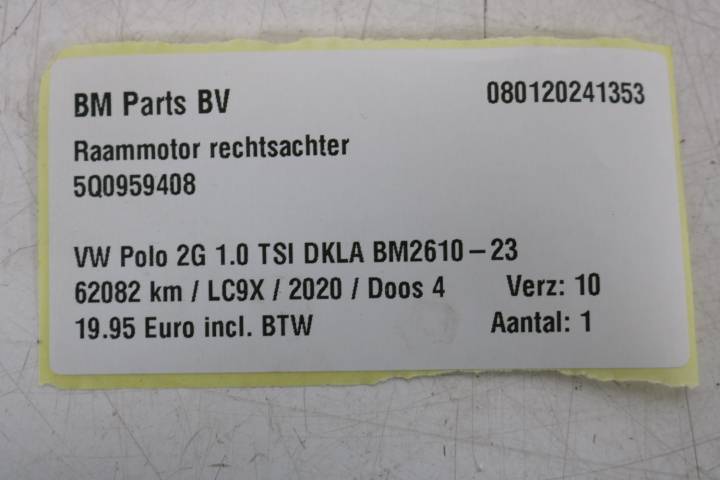 BM Parts BV 080120241353
Raammotor rechtsachter
5Q0959408
VW Polo 2G 1.0 TSI DKLA BM2610-23
62082 km / LC9X / 2020 / Doos 4 Verz: 10
19.95 Euro incl. BTW Aantal: 1